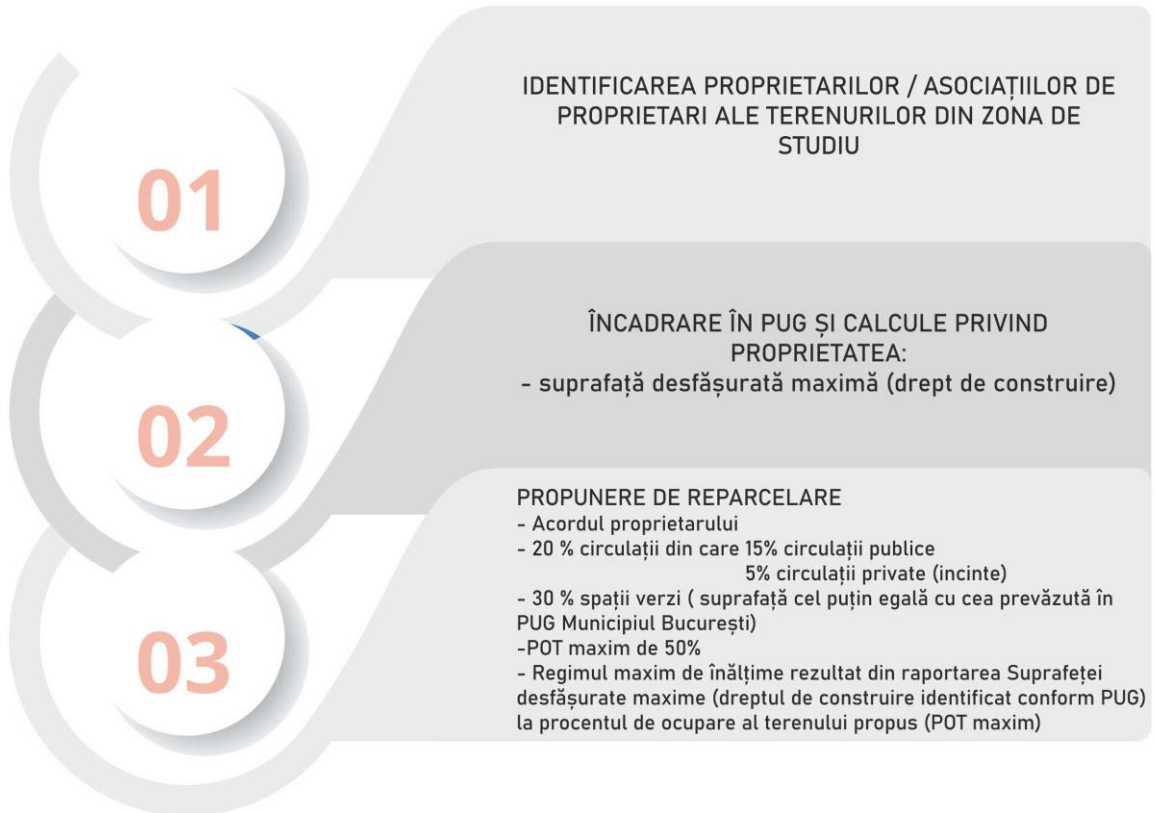 01
IDENTIFICAREA PROPRIETARILOR / ASOCIAȚIILOR DE
PROPRIETARI ALE TERENURILOR DIN ZONA DE
STUDIU
02
ÎNCADRARE ÎN PUG ȘI CALCULE PRIVIND
PROPRIETATEA:
- suprafață desfășurată maximă (drept de construire)
03
PROPUNERE DE REPARCELARE
- Acordul proprietarului
- 20 % circulații din care 15% circulații publice
5% circulații private (incinte)
- 30 % spații verzi ( suprafață cel puțin egală cu cea prevăzută în
PUG Municipiul București)
-POT maxim de 50%
- Regimul maxim de înălțime rezultat din raportarea Suprafeței
desfășurate maxime (dreptul de construire identificat conform PUG)
la procentul de ocupare al terenului propus (POT maxim)